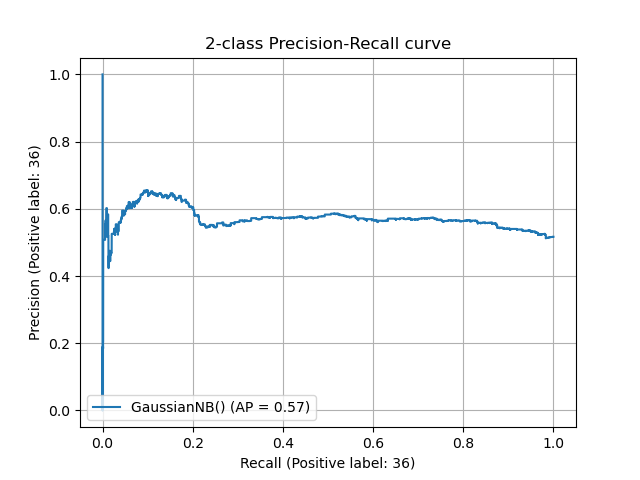 2-class Precision-Recall curve
Precision (Positive label: 36)
1.0
0.8
0.6
0.4
0.2
0.0
GaussianNB() (AP = 0.57)
0.0 0.2 0.4 0.6 0.8 1.0
Recall (Positive label: 36)